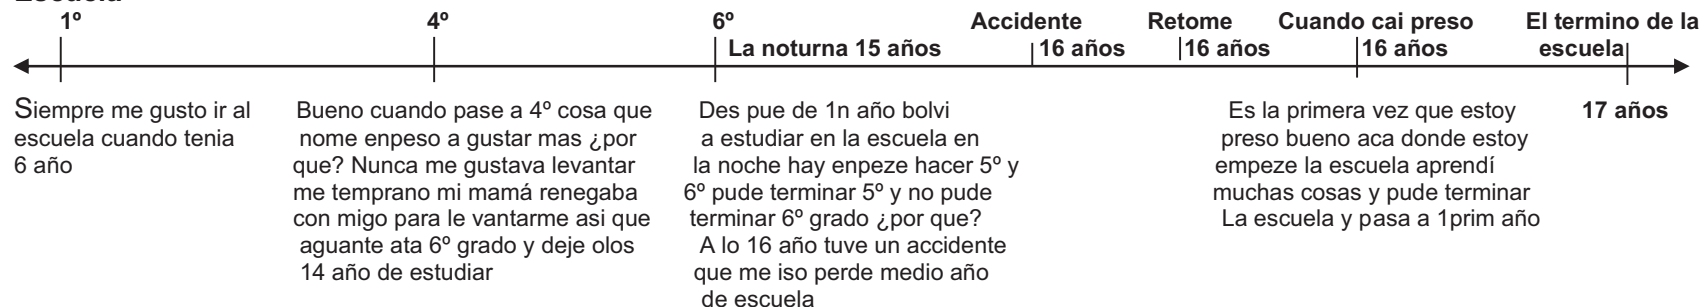 Escuela
1º
4º
6º
La noturna 15 años
Accidente
16 años
Retome
16 años
Cuando cai preso
16 años
El termino de la
escuela
Siempre me gusto ir al
escuela cuando tenia
6 año
Bueno cuando pase a 4º cosa que
nome enpeso a gustar mas ¿por
que? Nunca me gustava levantar
me temprano mi mamá renegaba
con migo para le vantarme asi que
aguante ata 6º grado y deje olos
14 año de estudiar
Des pue de 1n año bolvi
a estudiar en la escuela en
la noche hay enpeze hacer 5º y
6º pude terminar 5º y no pude
terminar 6º grado ¿por que?
A lo 16 año tuve un accidente
que me iso perde medio año
de escuela
Es la primera vez que estoy
preso bueno aca donde estoy
empeze la escuela aprendí
muchas cosas y pude terminar
La escuela y pasa a 1prim año
17 años